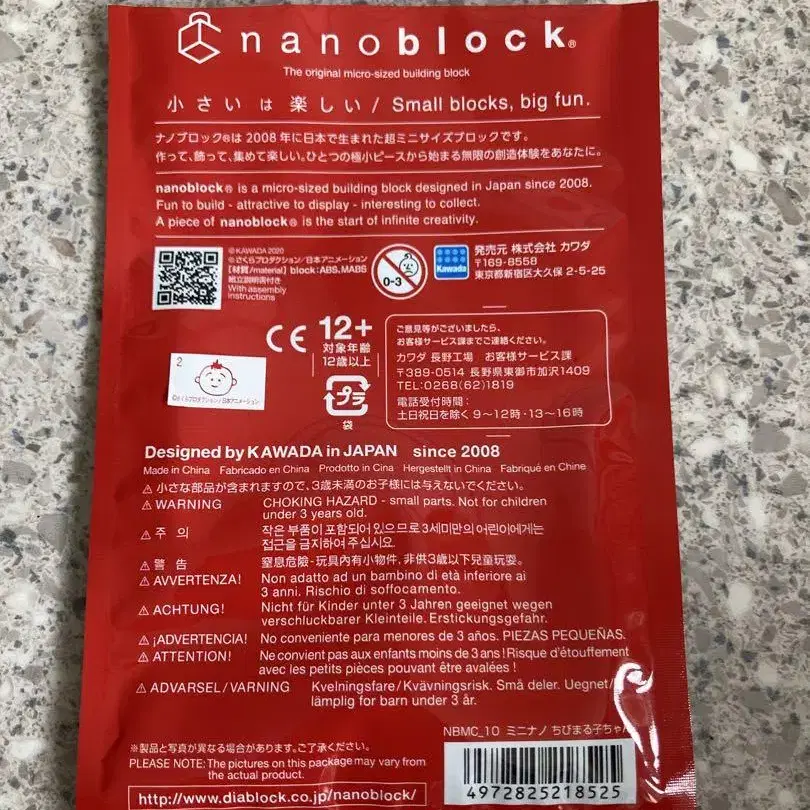 nanoblock®
The original micro-sized building block
小さいは楽しい / Small blocks, big fun.
ナノブロック®は2008年に日本で生まれた超ミニサイズブロックです。
作って、飾って、集めて楽しい。ひとつの極小ピースから始まる無限の創造体験をあなたに。
nanoblock® is a micro-sized building block designed in Japan since 2008.
Fun to build - attractive to display - interesting to collect.
A piece of nanoblock® is the start of infinite creativity.
©KAWADA 2020
©さくらプロダクション/日本アニメーション
【材質/material】block:ABS,MABS
組立説明書付き
With assembly
instructions
0-3
Kawada
発売元 株式会社 カワダ
〒169-8558
東京都新宿区大久保 2-5-25
CE
12+
対象年齢
12歳以上
プラ
袋
ご意見等がございましたら、
お客様サービス課までご連絡ください。
カワダ 長野工場 お客様サービス課
〒389-0514 長野県東御市加沢1409
TEL:0268(62)1819
電話受付時間:
土日祝日を除く 9〜12時・13〜16時
2
©さくらプロダクション/日本アニメーション
Designed by KAWADA in JAPAN since 2008
Made in China Fabricado en China Prodotto in Cina Hergestellt in China Fabriqué en Chine
⚠小さな部品が含まれますので、3歳未満のお子様には与えないでください。
⚠WARNING CHOKING HAZARD - small parts. Not for children
under 3 years old.
⚠주 의 작은 부품이 포함되어 있으므로 3세미만의 어린이에게는
접근을 금지하여 주십시요.
⚠警 告 窒息危險-玩具內有小物件，非供3歲以下兒童玩耍。
⚠AVVERTENZA! Non adatto ad un bambino di età inferiore ai
3 anni. Rischio di soffocamento.
⚠ACHTUNG! Nicht für Kinder unter 3 Jahren geeignet wegen
verschluckbarer Kleinteile. Erstickungsgefahr.
⚠¡ADVERTENCIA! No conveniente para menores de 3 años. PIEZAS PEQUEÑAS.
⚠ATTENTION! Ne convient pas aux enfants moins de 3 ans ! Risque d'étouffement
avec les petits pièces pouvant être avalées !
⚠ADVARSEL/VARNING Kvelningsfare/Kvävningsrisk. Små deler. Uegnet/
lämplig for barn under 3 år.
NBMC_10 ミニナノ ちびまる子ちゃん
※製品と写真が異なる場合があります。ご了承ください。
PLEASE NOTE:The pictures on this package may vary from
the actual product.
http://www.diablock.co.jp/nanoblock/
4972825218525